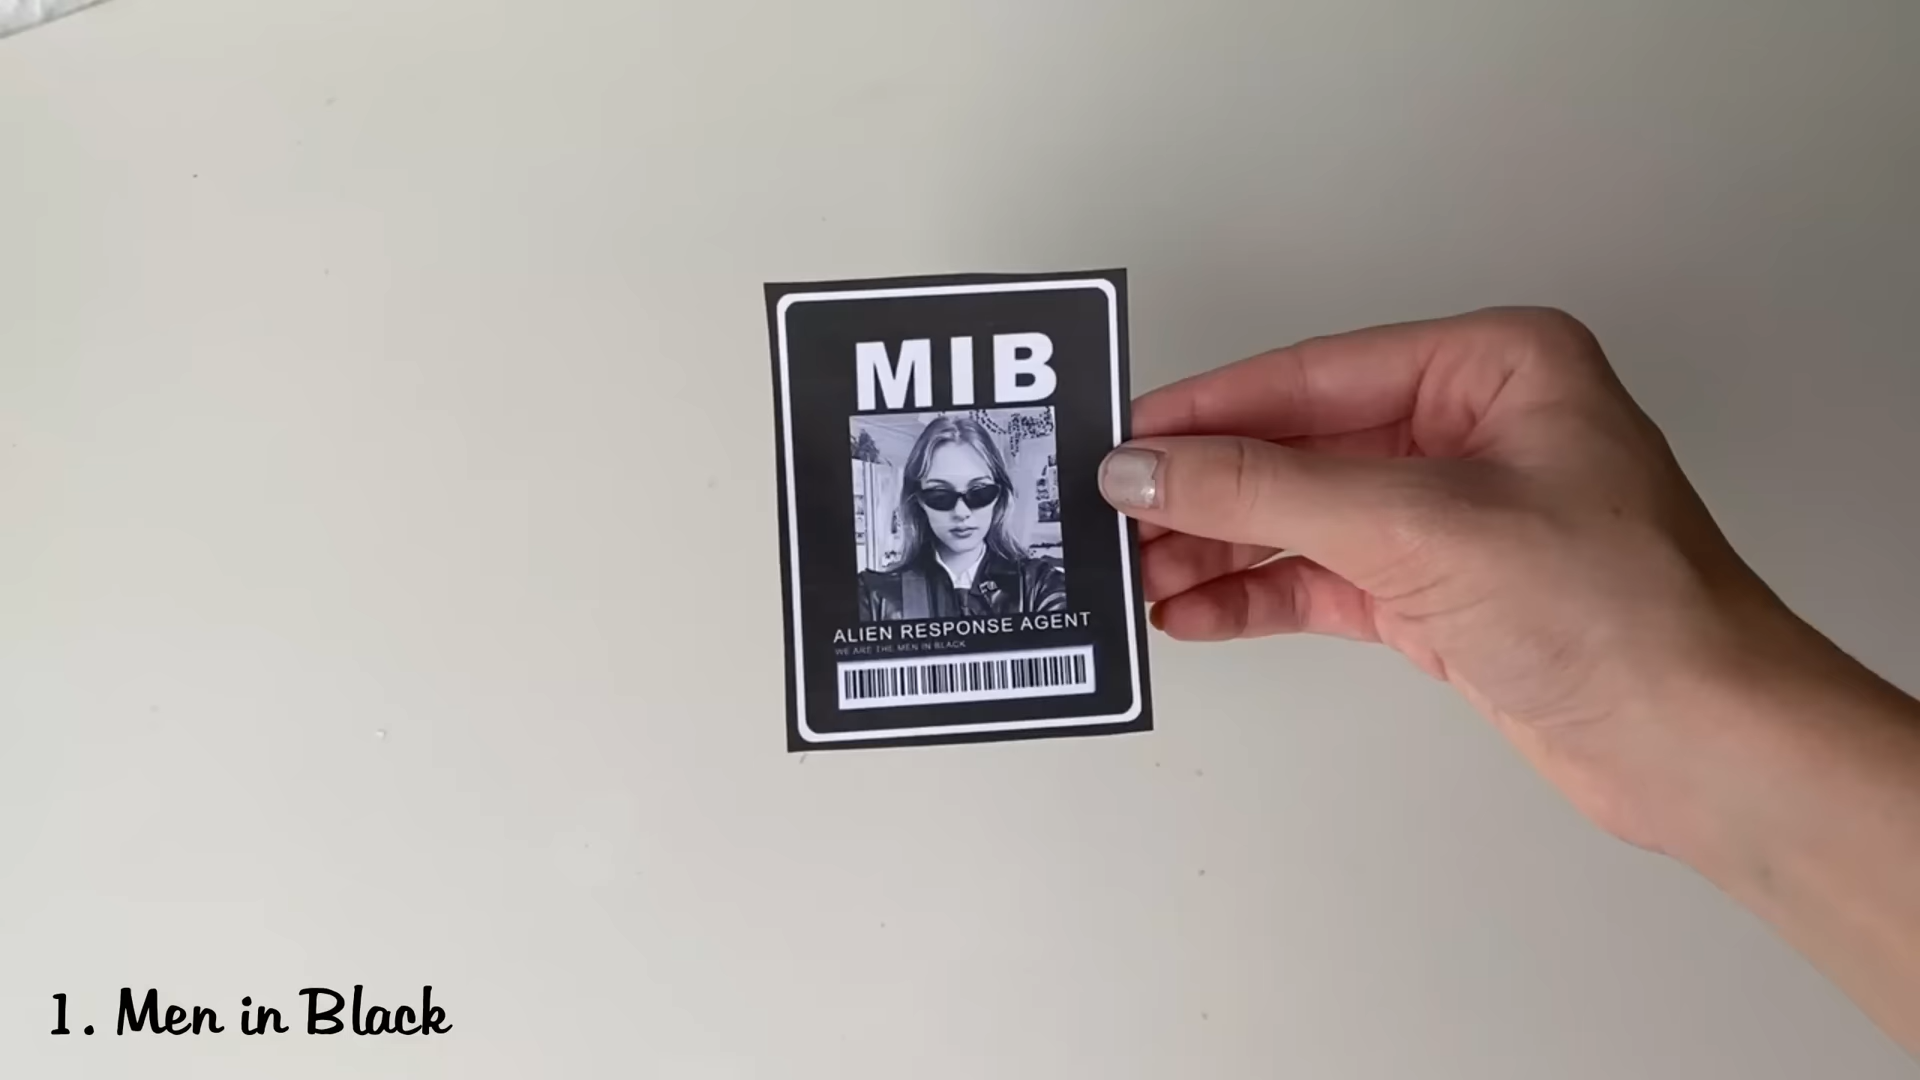 MIB
ALIEN RESPONSE AGENT
WE ARE THE MEN IN BLACK
1. Men in Black